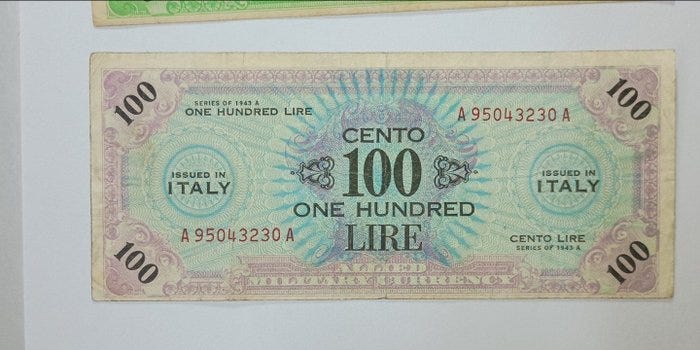 100
100
SERIES OF 1943 A
ONE HUNDRED LIRE
A 95043230 A
CENTO
100
ISSUED IN
ITALY
ISSUED IN
ITALY
ONE HUNDRED
LIRE
A 95043230 A
CENTO LIRE
SERIES OF 1943 A
100
100
ALLIED
MILITARY CURRENCY